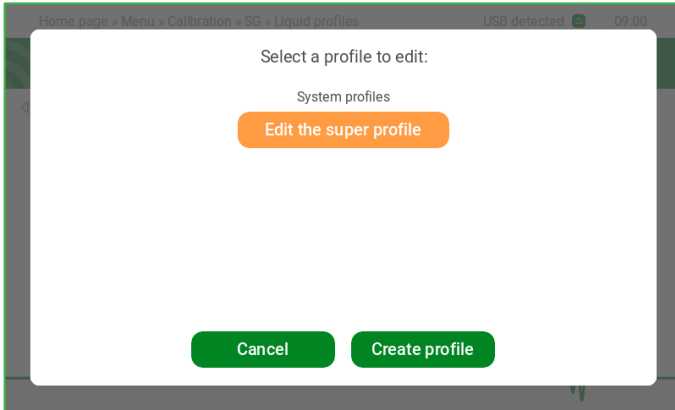 Home page » Menu » Calibration » SG » Liquid profiles USB detected 09:00
Select a profile to edit:
System profiles
Edit the super profile
Cancel Create profile